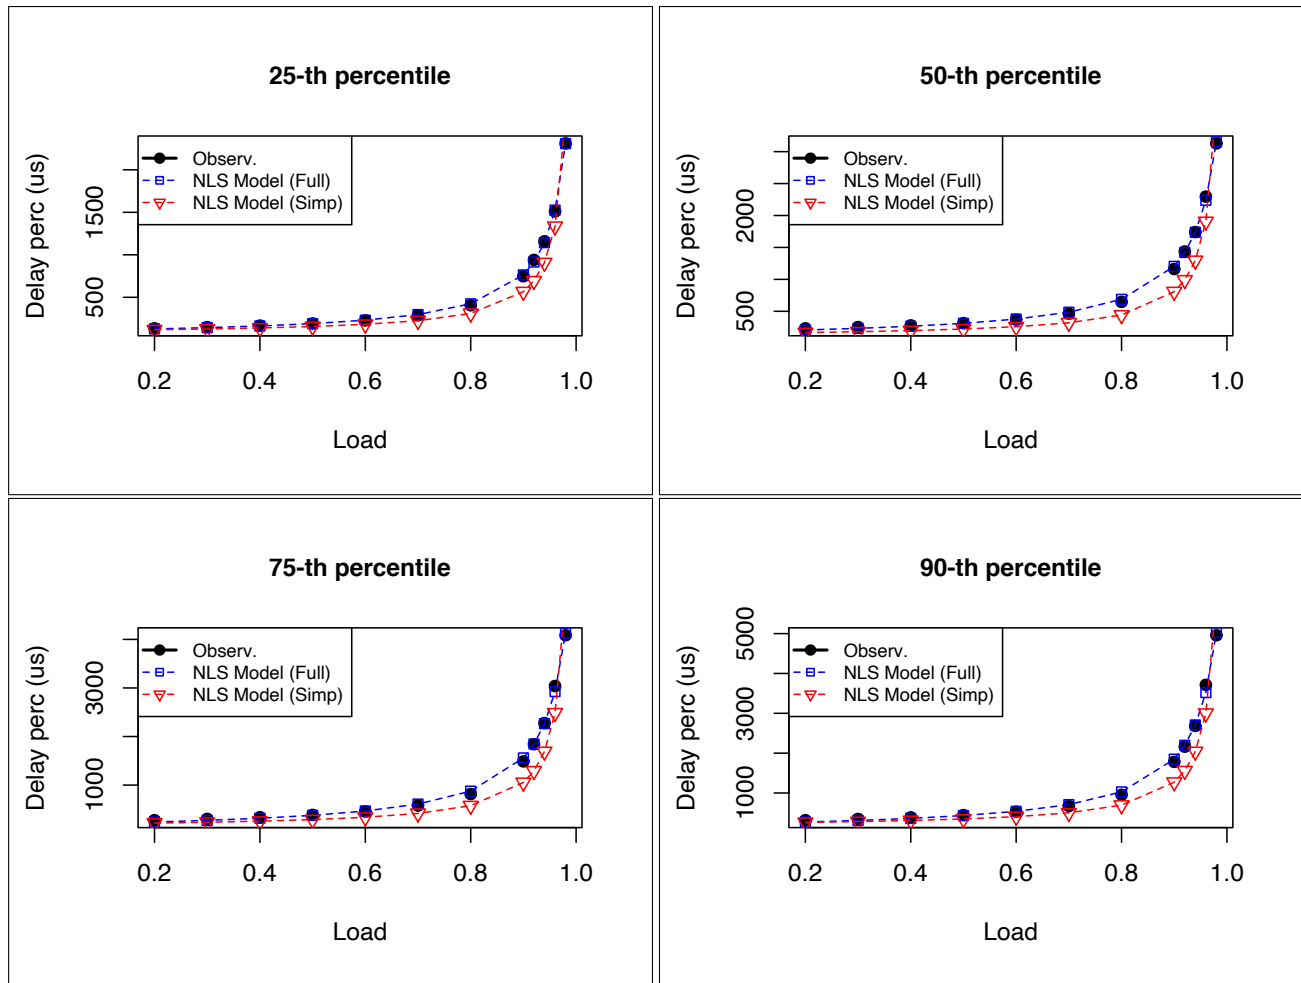 25-th percentile
Delay perc (us)
1500
500
Observ.
NLS Model (Full)
NLS Model (Simp)
0.2 0.4 0.6 0.8 1.0
Load
50-th percentile
Delay perc (us)
2000
500
Observ.
NLS Model (Full)
NLS Model (Simp)
0.2 0.4 0.6 0.8 1.0
Load
75-th percentile
Delay perc (us)
3000
1000
Observ.
NLS Model (Full)
NLS Model (Simp)
0.2 0.4 0.6 0.8 1.0
Load
90-th percentile
Delay perc (us)
5000
3000
1000
Observ.
NLS Model (Full)
NLS Model (Simp)
0.2 0.4 0.6 0.8 1.0
Load